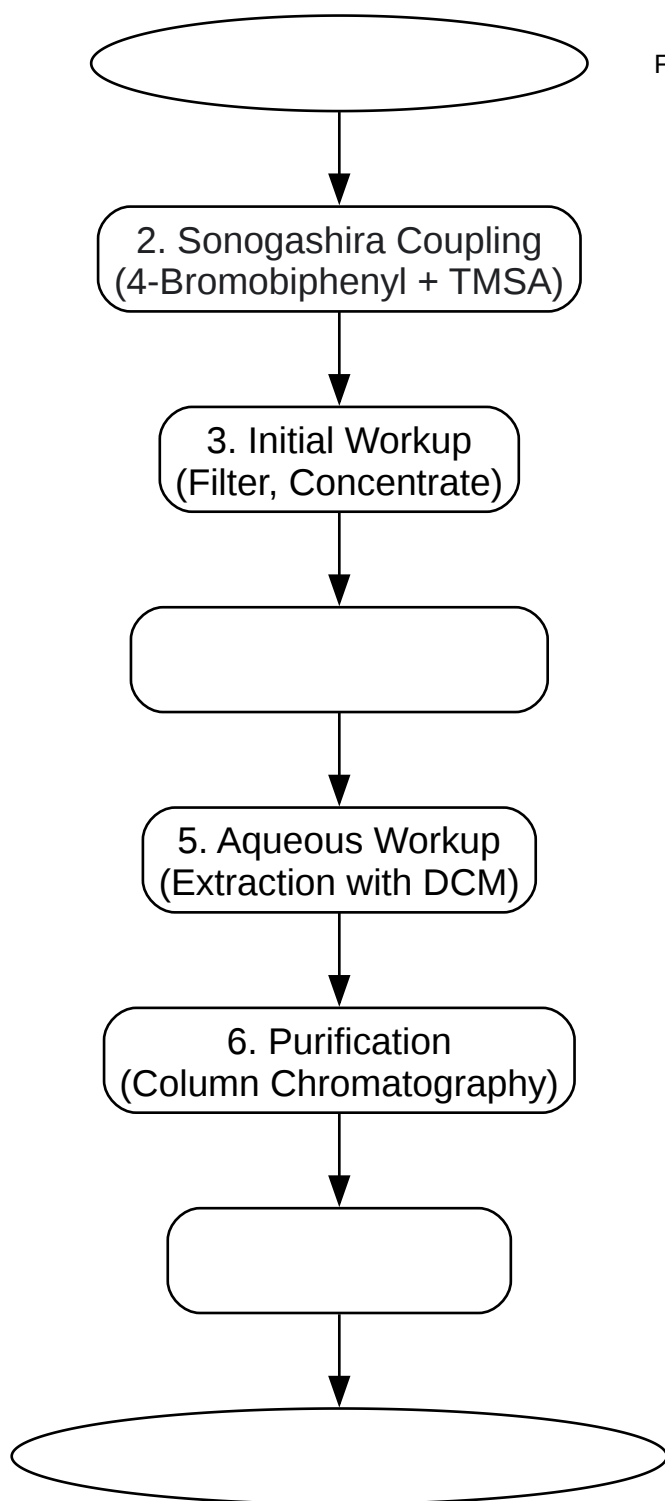 F
2. Sonogashira Coupling
(4-Bromobiphenyl + TMSA)
3. Initial Workup
(Filter, Concentrate)
5. Aqueous Workup
(Extraction with DCM)
6. Purification
(Column Chromatography)